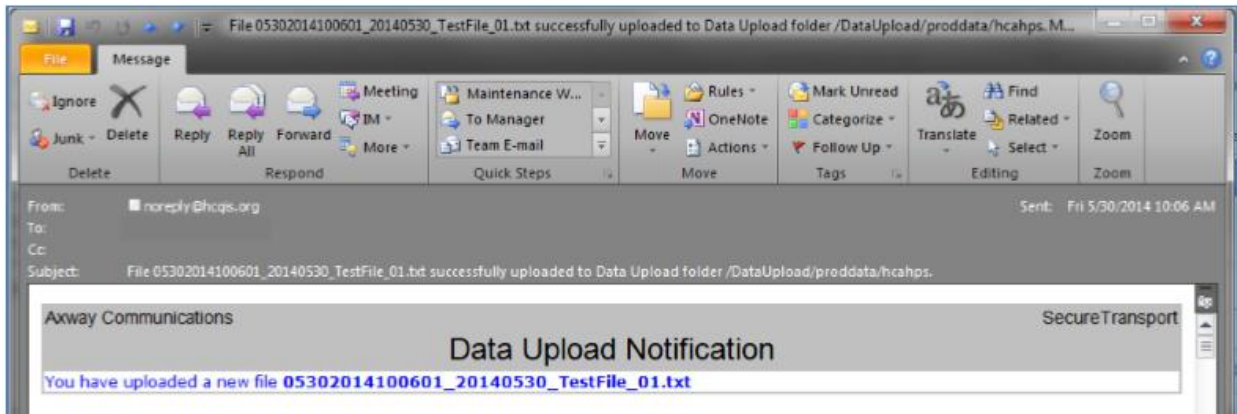 File 05302014100601_20140530_TestFile_01.txt successfully uploaded to Data Upload folder /DataUpload/proddata/hcahps. M...
File Message
Ignore
Junk
Delete
Reply
Reply All
Forward
Meeting
IM
More
Maintenance W...
To Manager
Team E-mail
Move
Rules
OneNote
Actions
Mark Unread
Categorize
Follow Up
Translate
Find
Related
Select
Zoom
Delete Respond Quick Steps Move Tags Editing Zoom
From: noreply@hcqis.org Sent: Fri 5/30/2014 10:06 AM
To:
Cc:
Subject: File 05302014100601_20140530_TestFile_01.txt successfully uploaded to Data Upload folder /DataUpload/proddata/hcahps.
Axway Communications SecureTransport
Data Upload Notification
You have uploaded a new file 05302014100601_20140530_TestFile_01.txt